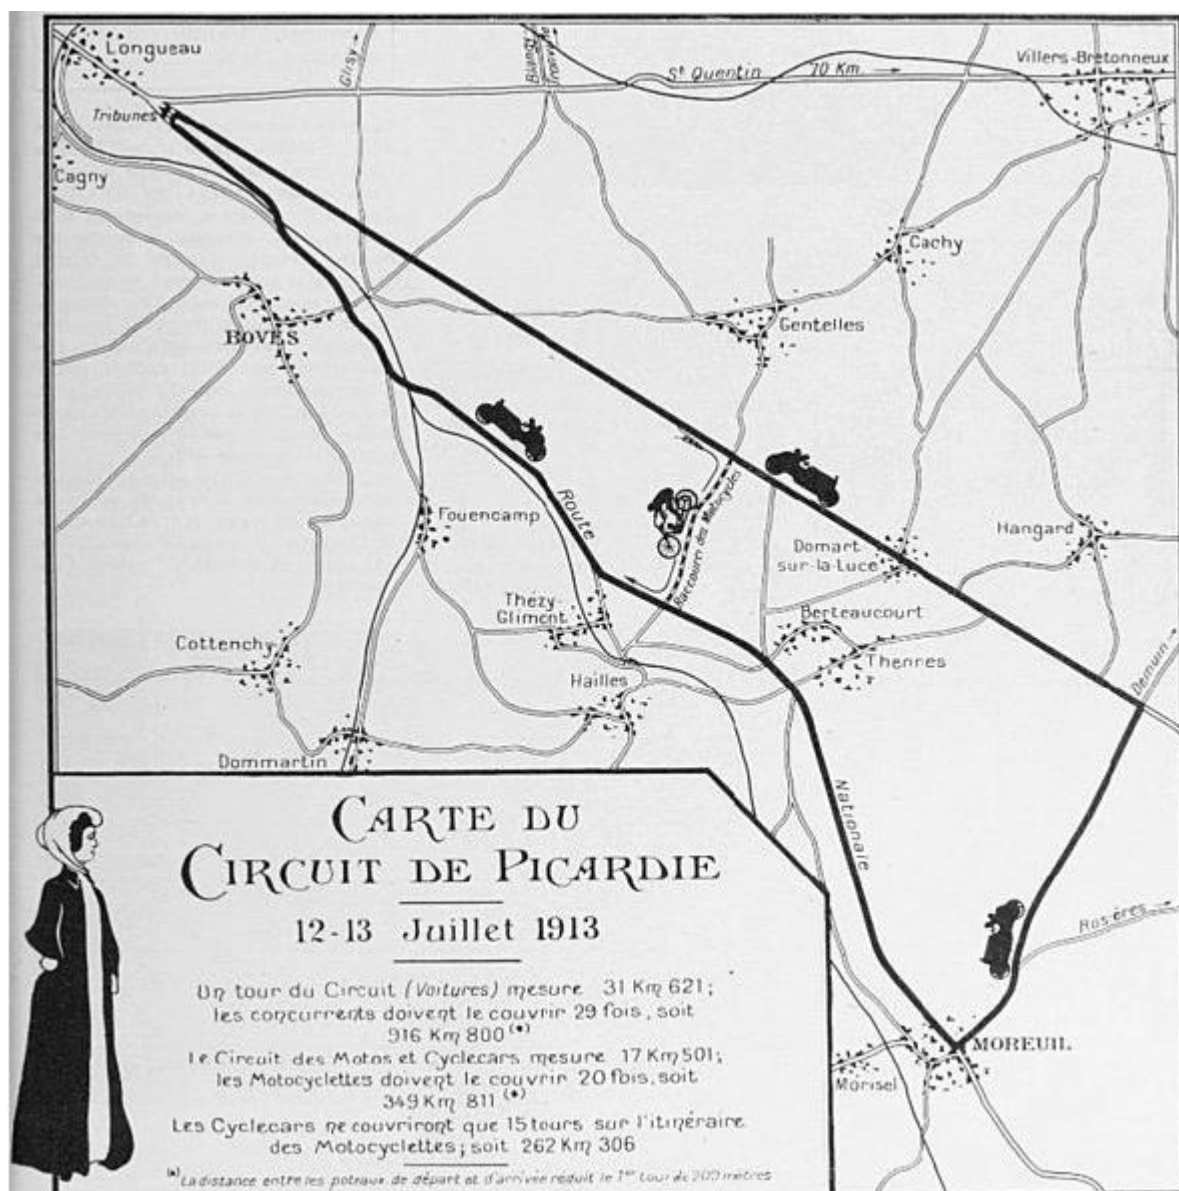 Longueau
Glisy
Blangy
Tronville
St Quentin 70 Km.
Villers-Bretonneux
Tribunes
Cagny
Cachy
BOVES
Gentelles
Route
Raccourci des Motocycles
Fouencamp
Domart
sur-la-Luce
Hangard
Thézy-
Glimont
Berteaucourt
Cottenchy
Thennes
Hailles
Demuin
Dommartin
Nationale
Rosières
MOREUIL
Morisel
CARTE DU
CIRCUIT DE PICARDIE
12-13 Juillet 1913
Un tour du Circuit (Voitures) mesure 31 Km 621;
les concurrents doivent le couvrir 29 fois, soit
916 Km 800 (*)
le Circuit des Motos et Cyclecars mesure 17 Km 501;
les Motocyclettes doivent le couvrir 20 fois, soit
349 Km 811 (*)
Les Cyclecars ne couvriront que 15 tours sur l'itinéraire
des Motocyclettes; soit 262 Km 306
(*) La distance entre les poteaux de départ et d'arrivée réduit le 1er tour de 200 mètres